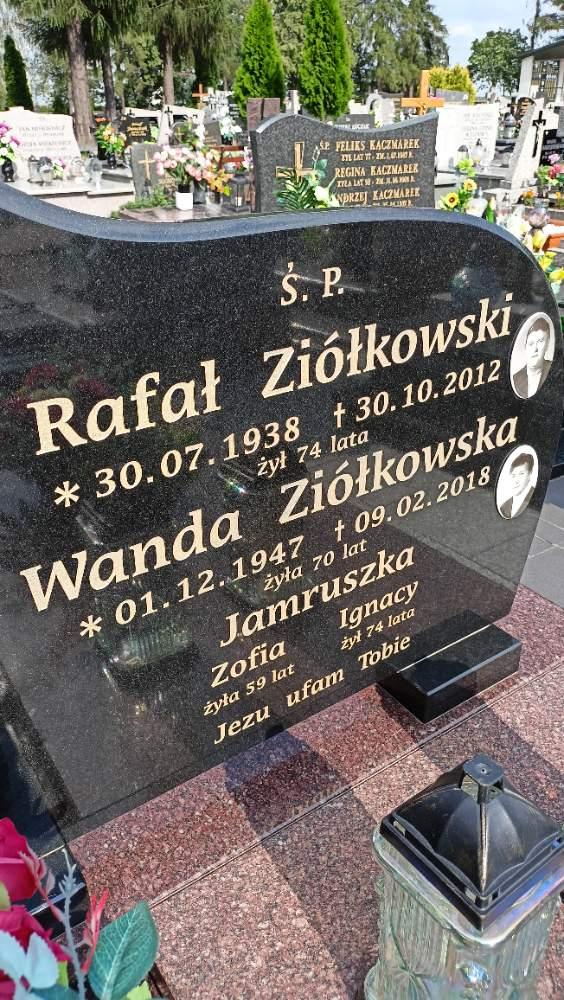 Ś. P.
Rafał Ziółkowski
* 30.07.1938 † 30.10.2012
żył 74 lata
Wanda Ziółkowska
* 01.12.1947 † 09.02.2018
żyła 70 lat
Jamruszka
Zofia Ignacy
żyła 59 lat żył 74 lata
Jezu ufam Tobie
Ś.P. FELIKS KACZMAREK
REGINA KACZMAREK
ANDRZEJ KACZMAREK